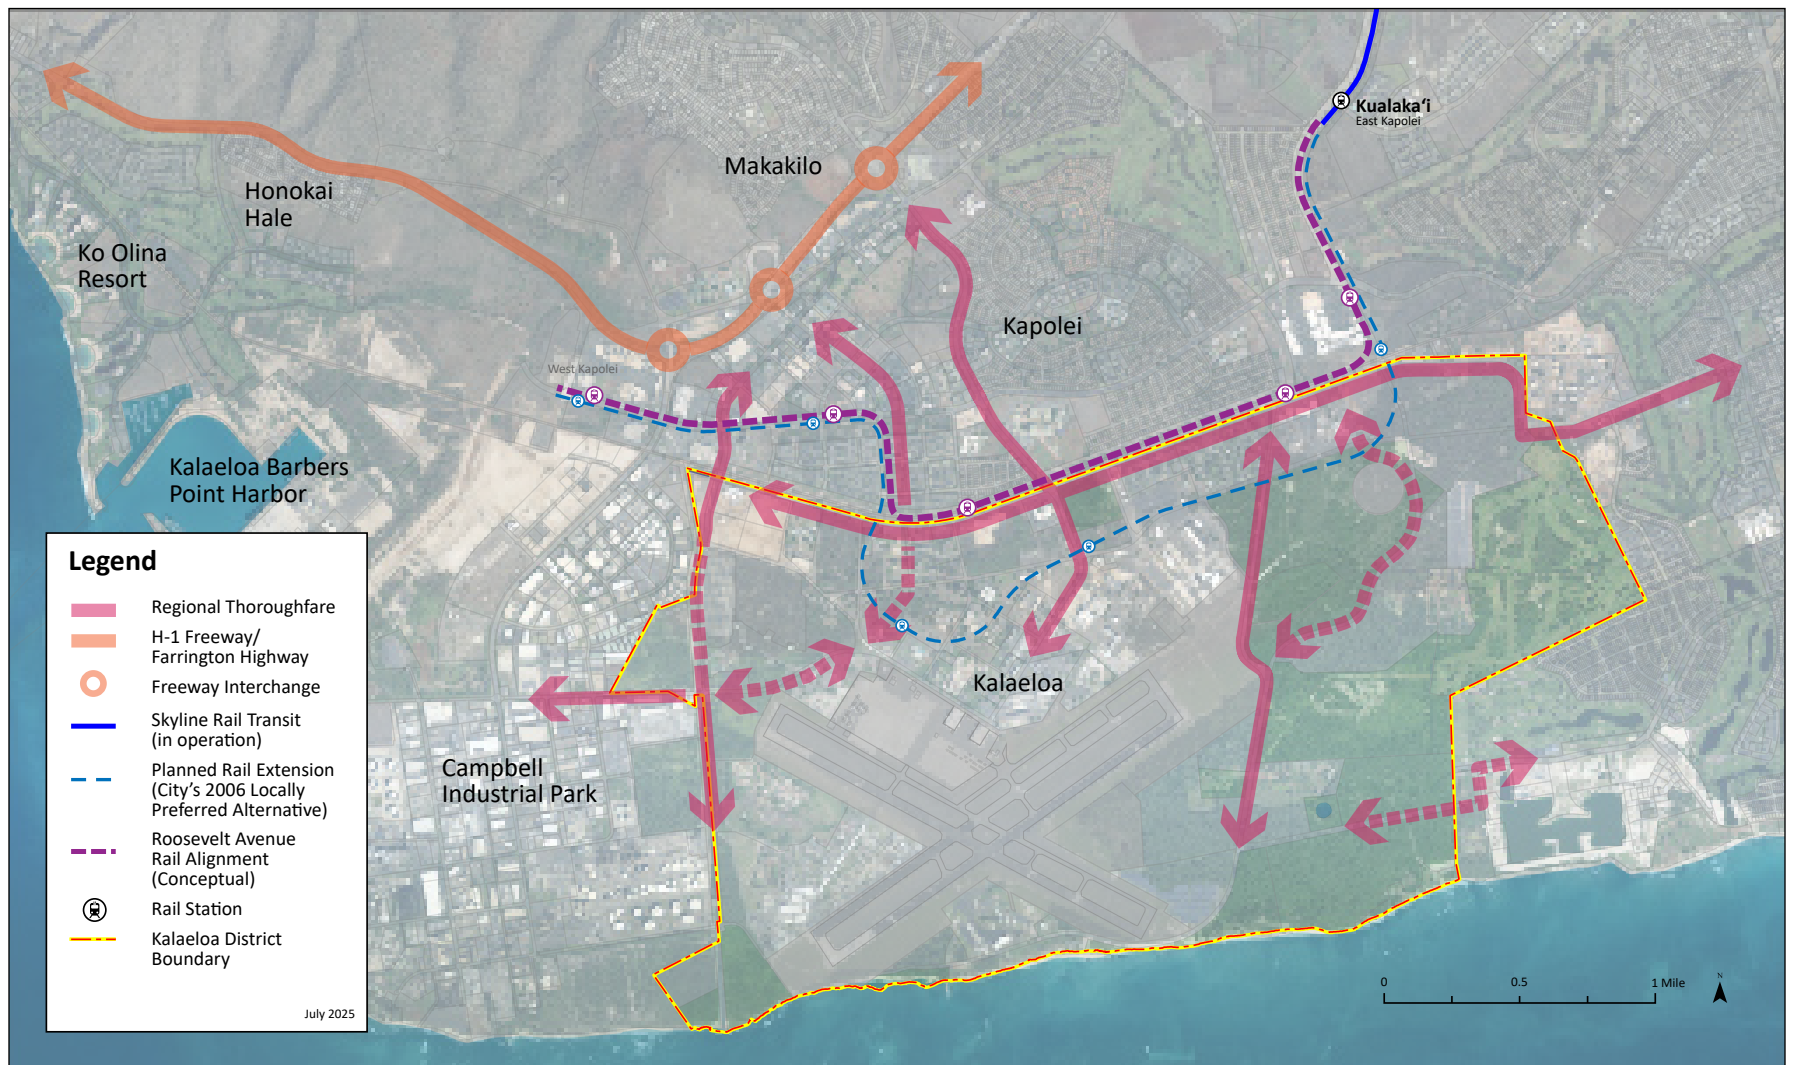 Kualakaʻi
East Kapolei
Makakilo
Honokai
Hale
Ko Olina
Resort
Kapolei
West Kapolei
Kalaeloa Barbers
Point Harbor
Kalaeloa
Campbell
Industrial Park
Legend
Regional Thoroughfare
H-1 Freeway/
Farrington Highway
Freeway Interchange
Skyline Rail Transit
(in operation)
Planned Rail Extension
(City's 2006 Locally
Preferred Alternative)
Roosevelt Avenue
Rail Alignment
(Conceptual)
Rail Station
Kalaeloa District
Boundary
July 2025
0 0.5 1 Mile
N